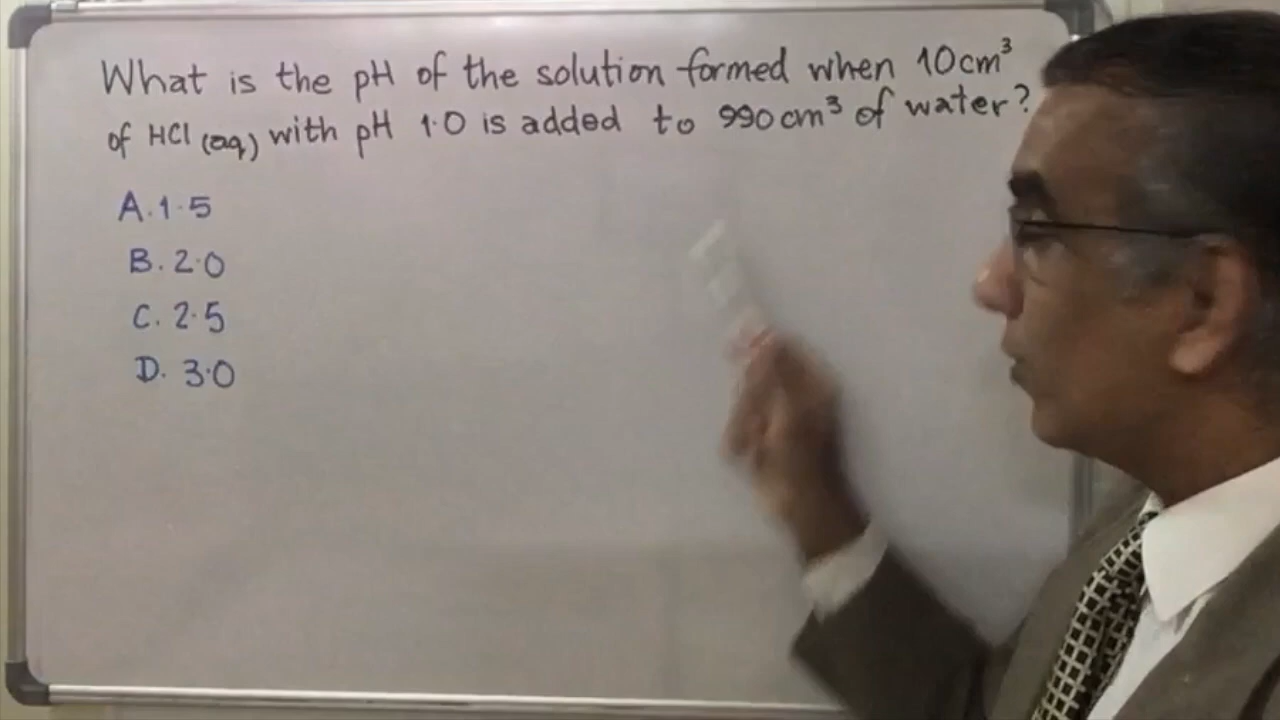 What is the pH of the solution formed when 10cm³
of HCl (aq) with pH 1.0 is added to 990cm³ of water?
A. 1.5
B. 2.0
C. 2.5
D. 3.0